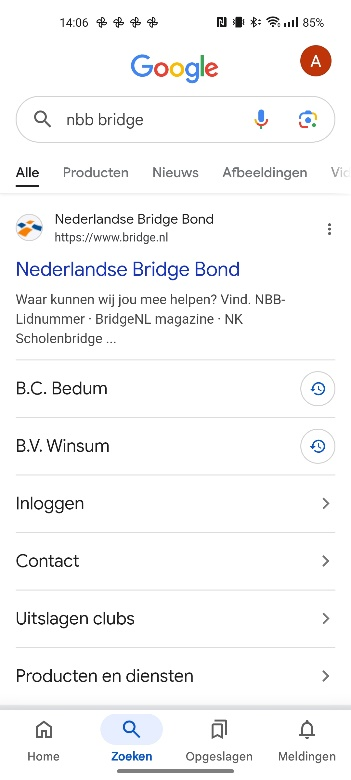 14:06
85%
Google
A
nbb bridge
Alle Producten Nieuws Afbeeldingen
Nederlandse Bridge Bond
https://www.bridge.nl
Nederlandse Bridge Bond
Waar kunnen wij jou mee helpen? Vind. NBB-
Lidnummer · BridgeNL magazine · NK
Scholenbridge ...
B.C. Bedum
B.V. Winsum
Inloggen
Contact
Uitslagen clubs
Producten en diensten
Home Zoeken Opgeslagen Meldingen